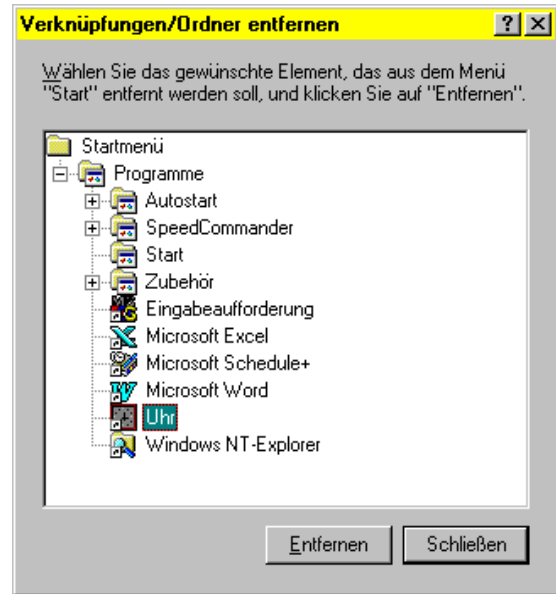 Verknüpfungen/Ordner entfernen
Wählen Sie das gewünschte Element, das aus dem Menü
"Start" entfernt werden soll, und klicken Sie auf "Entfernen".
Startmenü
Programme
Autostart
SpeedCommander
Start
Zubehör
Eingabeaufforderung
Microsoft Excel
Microsoft Schedule+
Microsoft Word
Uhr
Windows NT-Explorer
Entfernen Schließen